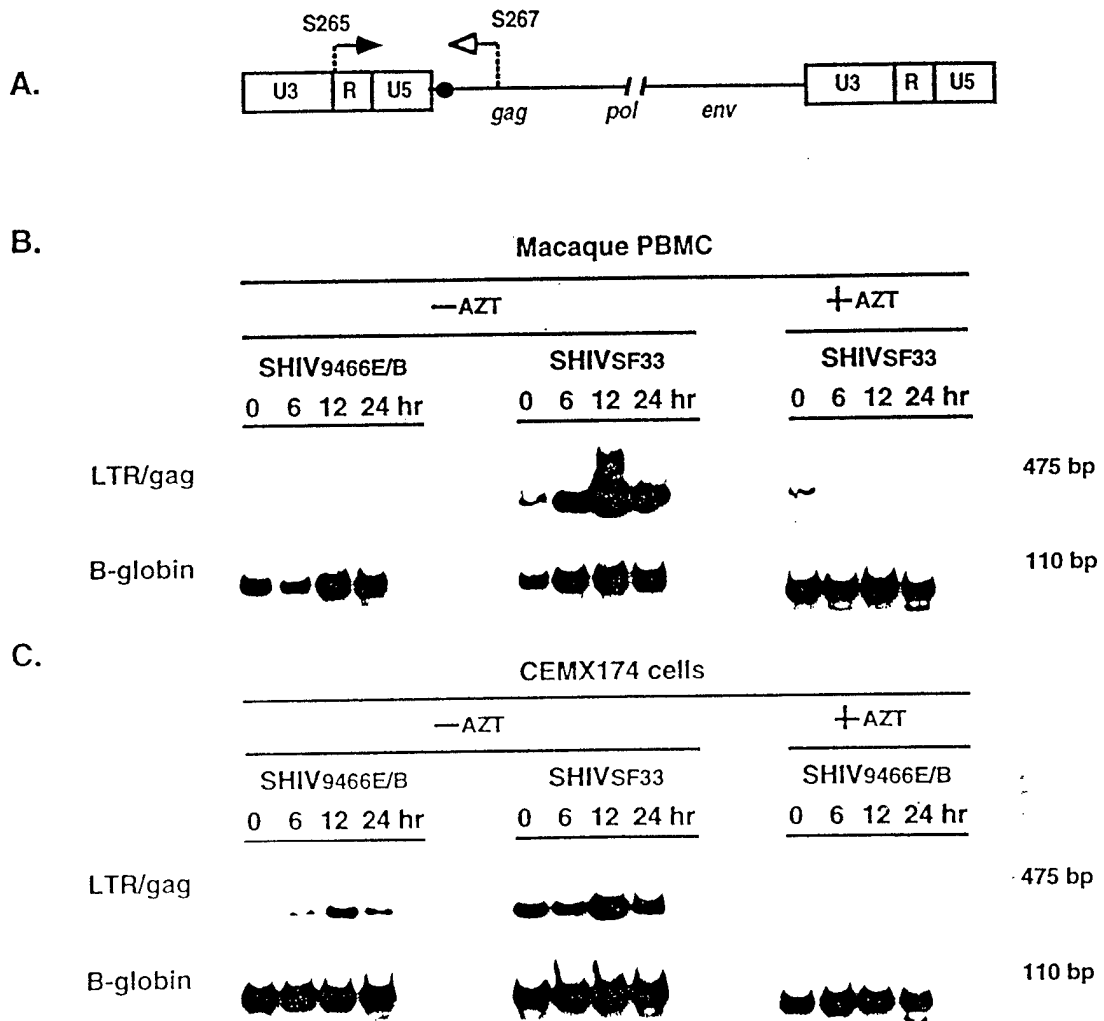 A.
S265
S267
U3 R U5
gag
pol
env
U3 R U5
B.
Macaque PBMC
—AZT
+AZT
SHIV9466E/B
SHIVSF33
SHIVSF33
0 6 12 24 hr
0 6 12 24 hr
0 6 12 24 hr
LTR/gag
475 bp
B-globin
110 bp
C.
CEMX174 cells
—AZT
+AZT
SHIV9466E/B
SHIVSF33
SHIV9466E/B
0 6 12 24 hr
0 6 12 24 hr
0 6 12 24 hr
LTR/gag
475 bp
B-globin
110 bp